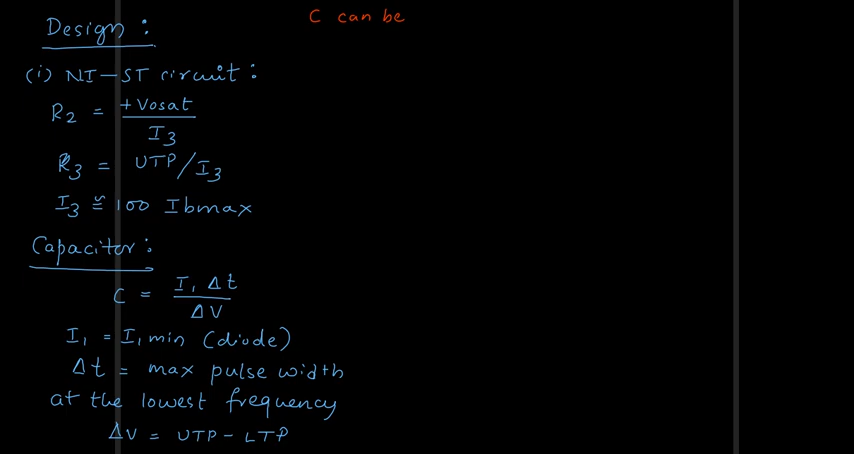 Design :
C can be
(i) NI-ST circuit :
R2 = +Vosat / I3
R3 = UTP / I3
I3 ≅ 100 Ibmax
Capacitor :
C = I1 Δt / ΔV
I1 = I1 min (diode)
Δt = max pulse width
at the lowest frequency
ΔV = UTP - LTP